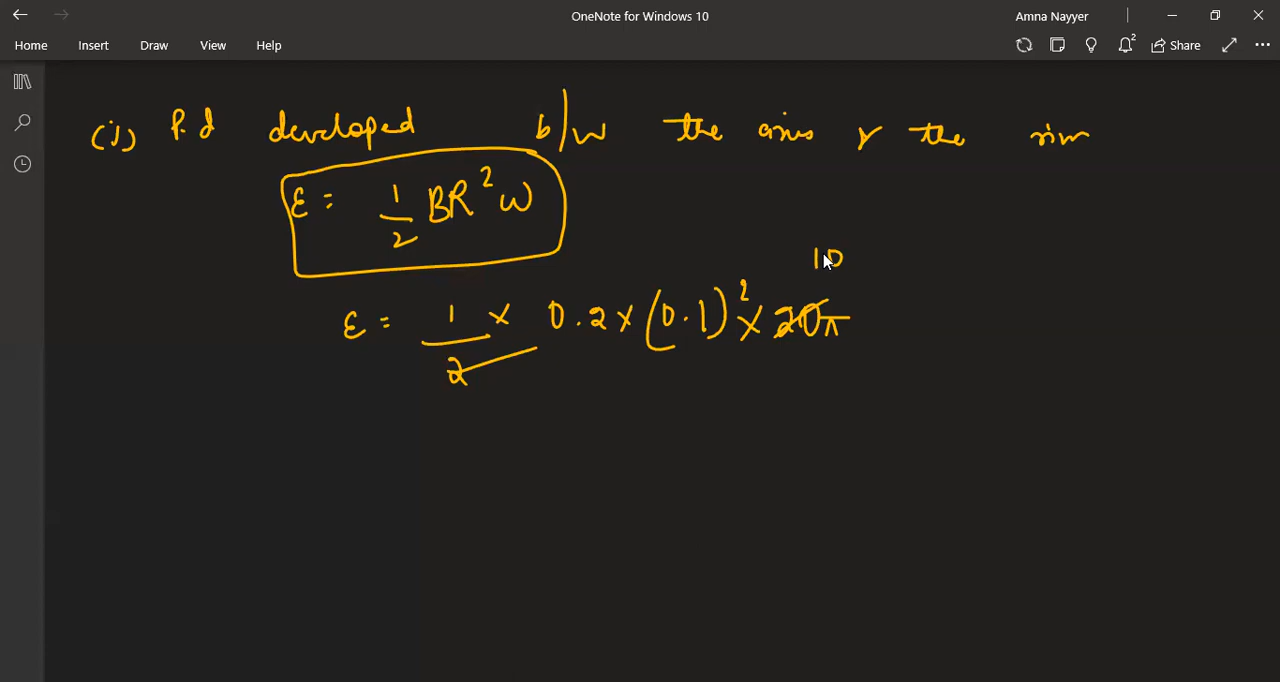 OneNote for Windows 10
Amna Nayyer
Home Insert Draw View Help
2 Share
(i) P.d developed b/w the axis & the rim
ε = 1/2 BR²ω
10
ε = 1/2 × 0.2 × (0.1)² × 20π